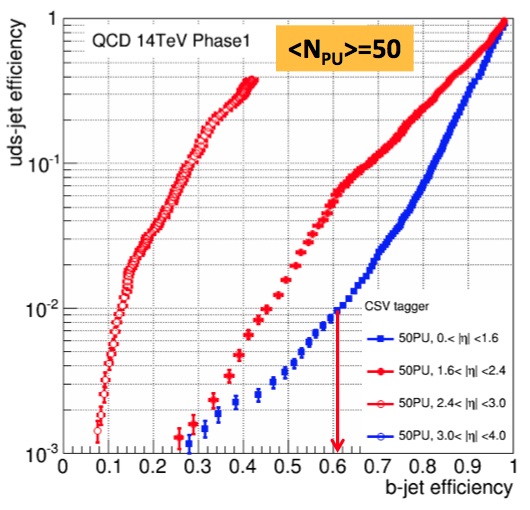 QCD 14TeV Phase1
<N_PU>=50
uds-jet efficiency
1
10⁻¹
10⁻²
10⁻³
CSV tagger
50PU, 0.< |η| <1.6
50PU, 1.6< |η| <2.4
50PU, 2.4< |η| <3.0
50PU, 3.0< |η| <4.0
0 0.1 0.2 0.3 0.4 0.5 0.6 0.7 0.8 0.9 1
b-jet efficiency